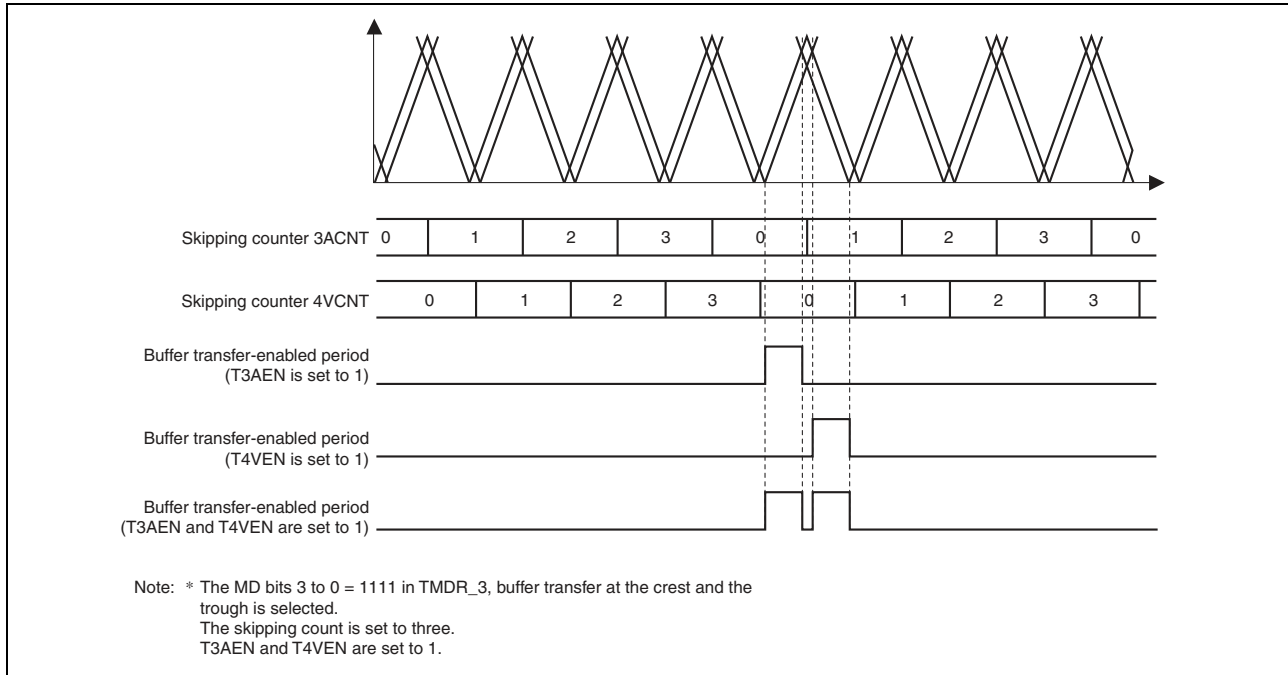 Skipping counter 3ACNT 0 1 2 3 0 1 2 3 0
Skipping counter 4VCNT 0 1 2 3 0 1 2 3
Buffer transfer-enabled period
(T3AEN is set to 1)
Buffer transfer-enabled period
(T4VEN is set to 1)
Buffer transfer-enabled period
(T3AEN and T4VEN are set to 1)
Note: * The MD bits 3 to 0 = 1111 in TMDR_3, buffer transfer at the crest and the
trough is selected.
The skipping count is set to three.
T3AEN and T4VEN are set to 1.